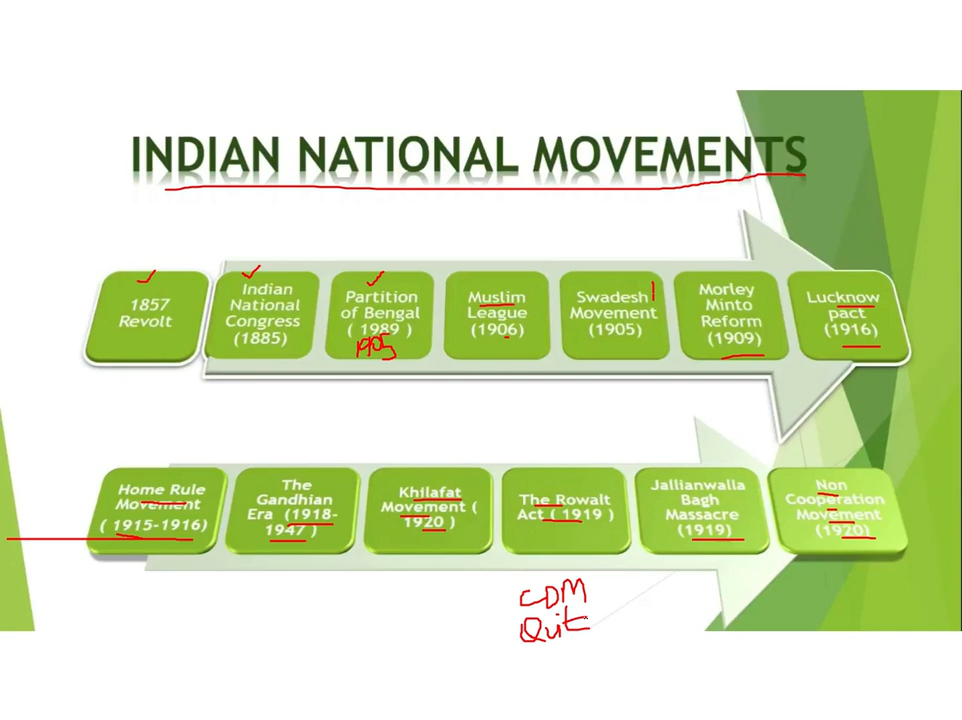 INDIAN NATIONAL MOVEMENTS
1857
Revolt
Indian
National
Congress
(1885)
Partition
of Bengal
( 1989 )
1905
Muslim
League
(1906)
Swadesh
Movement
(1905)
Morley
Minto
Reform
(1909)
Lucknow
pact
(1916)
Home Rule
Movement
( 1915-1916)
The
Gandhian
Era (1918-
1947 )
Khilafat
Movement (
1920 )
The Rowalt
Act ( 1919 )
Jallianwalla
Bagh
Massacre
(1919)
Non
Cooperation
Movement
(1920)
CDM
Quit